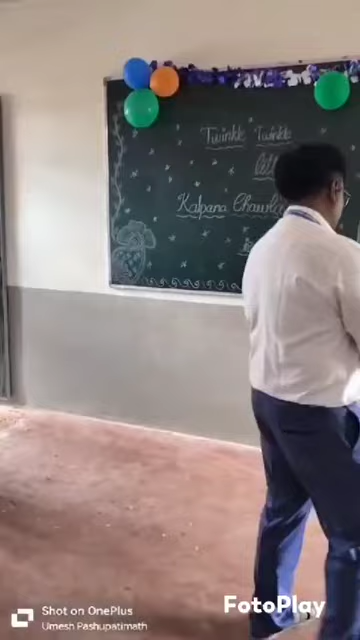 Twinkle Twinkle
Kalpana Chawla
Shot on OnePlus
Umesh Pashupatimath
FotoPlay